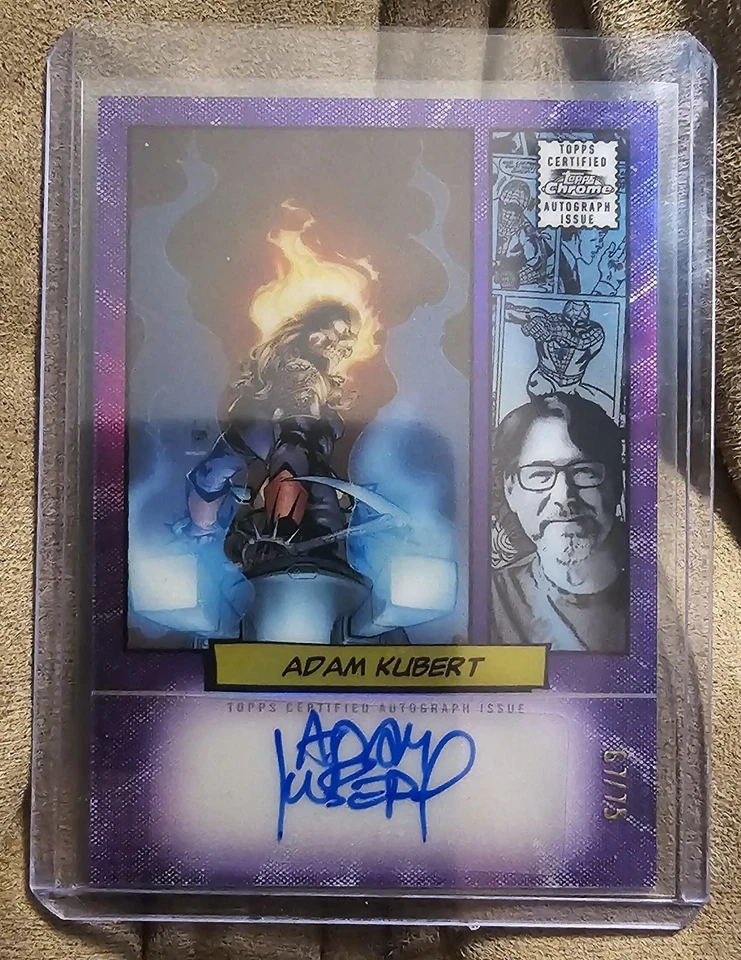 TOPPS
CERTIFIED
TOPPS
Chrome
AUTOGRAPH
ISSUE
ADAM KUBERT
TOPPS CERTIFIED AUTOGRAPH ISSUE
ADAM
KUBERT
67/75